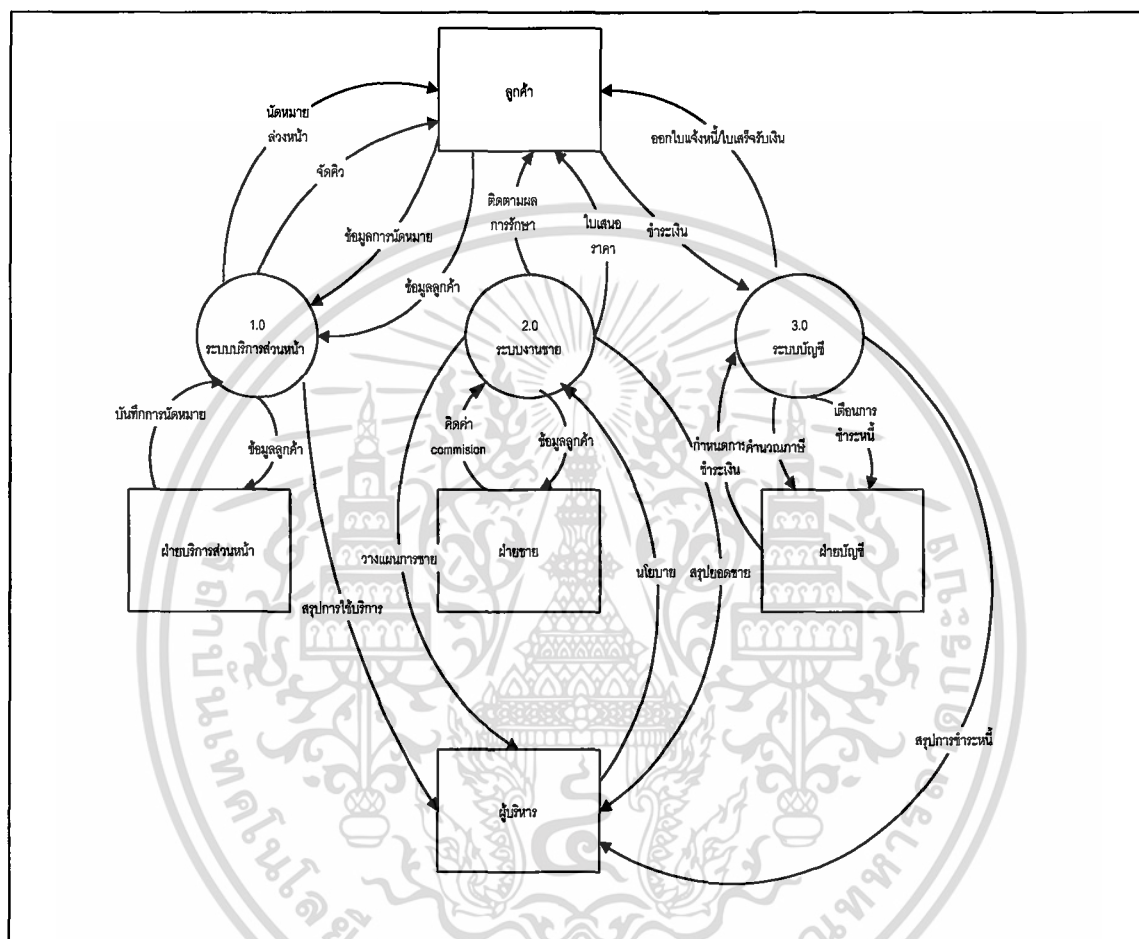 ลูกค้า
นัดหมาย
ล่วงหน้า
ออกใบแจ้งหนี้/ใบเสร็จรับเงิน
จัดคิว
ติดตามผล
การรักษา
ใบเสนอ
ราคา
ชำระเงิน
ข้อมูลการนัดหมาย
ข้อมูลลูกค้า
1.0
ระบบบริการส่วนหน้า
2.0
ระบบงานขาย
3.0
ระบบบัญชี
บันทึกการนัดหมาย
ข้อมูลลูกค้า
คิดค่า
commision
ข้อมูลลูกค้า
กำหนดการ
ชำระเงิน
คำนวณภาษี
เตือนการ
ชำระหนี้
ฝ่ายบริการส่วนหน้า
ฝ่ายขาย
ฝ่ายบัญชี
วางแผนการขาย
นโยบาย
สรุปยอดขาย
สรุปการใช้บริการ
สรุปการชำระหนี้
ผู้บริหาร